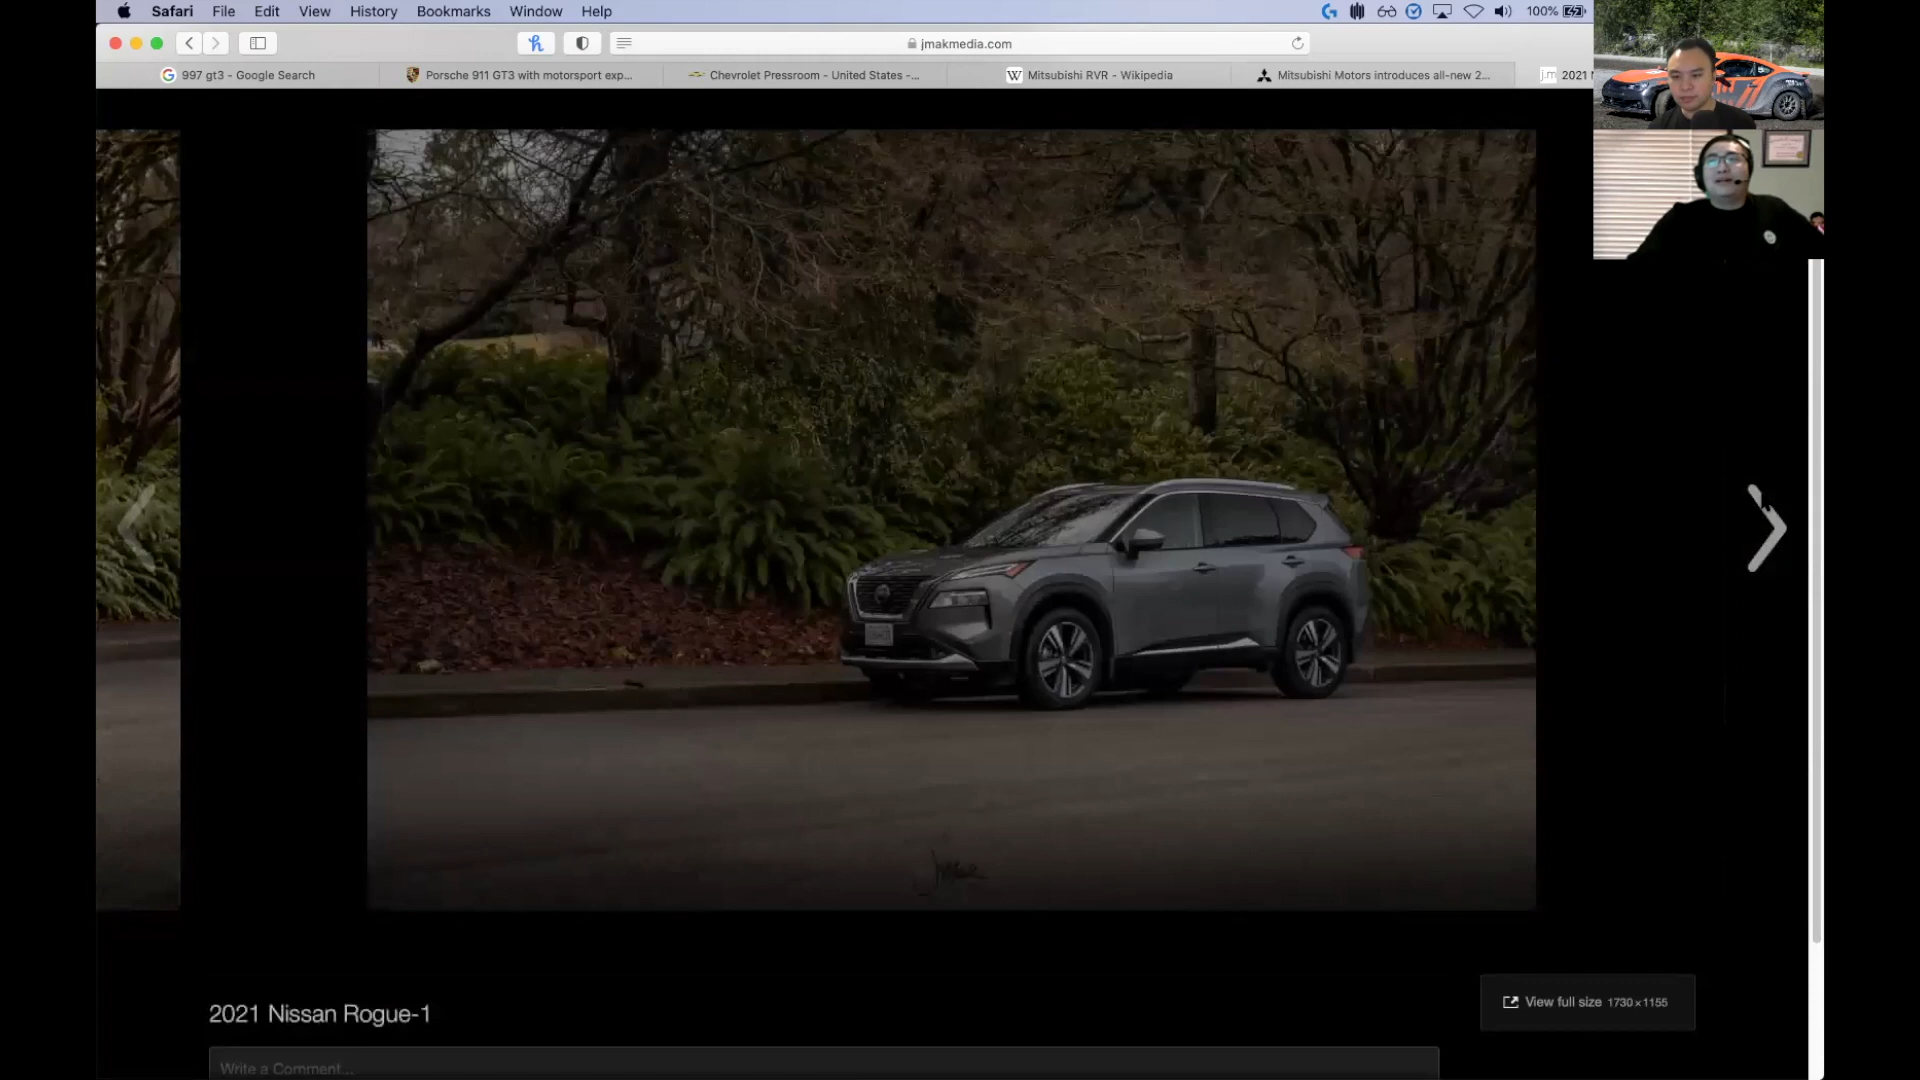 Safari File Edit View History Bookmarks Window Help 100%
jmakmedia.com
997 gt3 - Google Search
Porsche 911 GT3 with motorsport exp...
Chevrolet Pressroom - United States -...
W Mitsubishi RVR - Wikipedia
Mitsubishi Motors introduces all-new 2...
j.m 2021
2021 Nissan Rogue-1
View full size 1730×1155
Write a Comment...